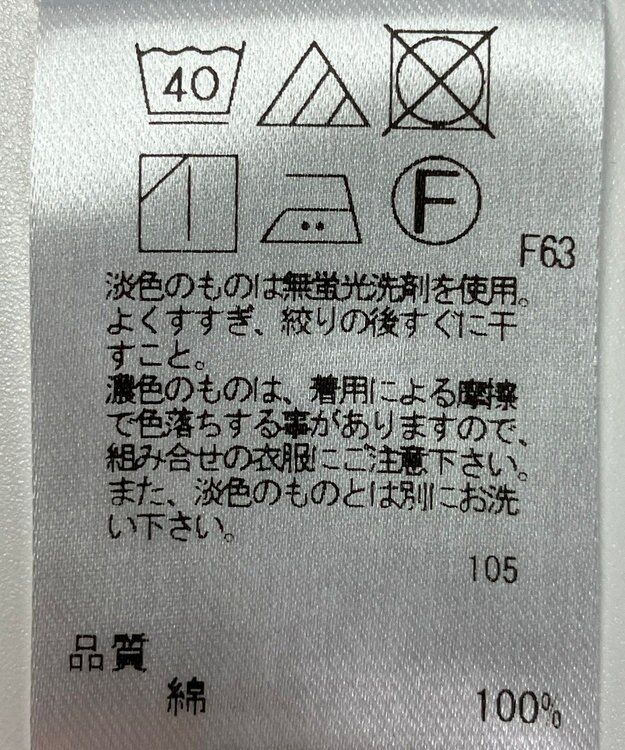 40
F
F63
淡色のものは無蛍光洗剤を使用。
よくすすぎ、絞りの後すぐに干
すこと。
濃色のものは、着用による摩擦
で色落ちする事がありますので、
組み合せの衣服にご注意下さい。
また、淡色のものとは別にお洗
い下さい。
105
品質
綿 100%